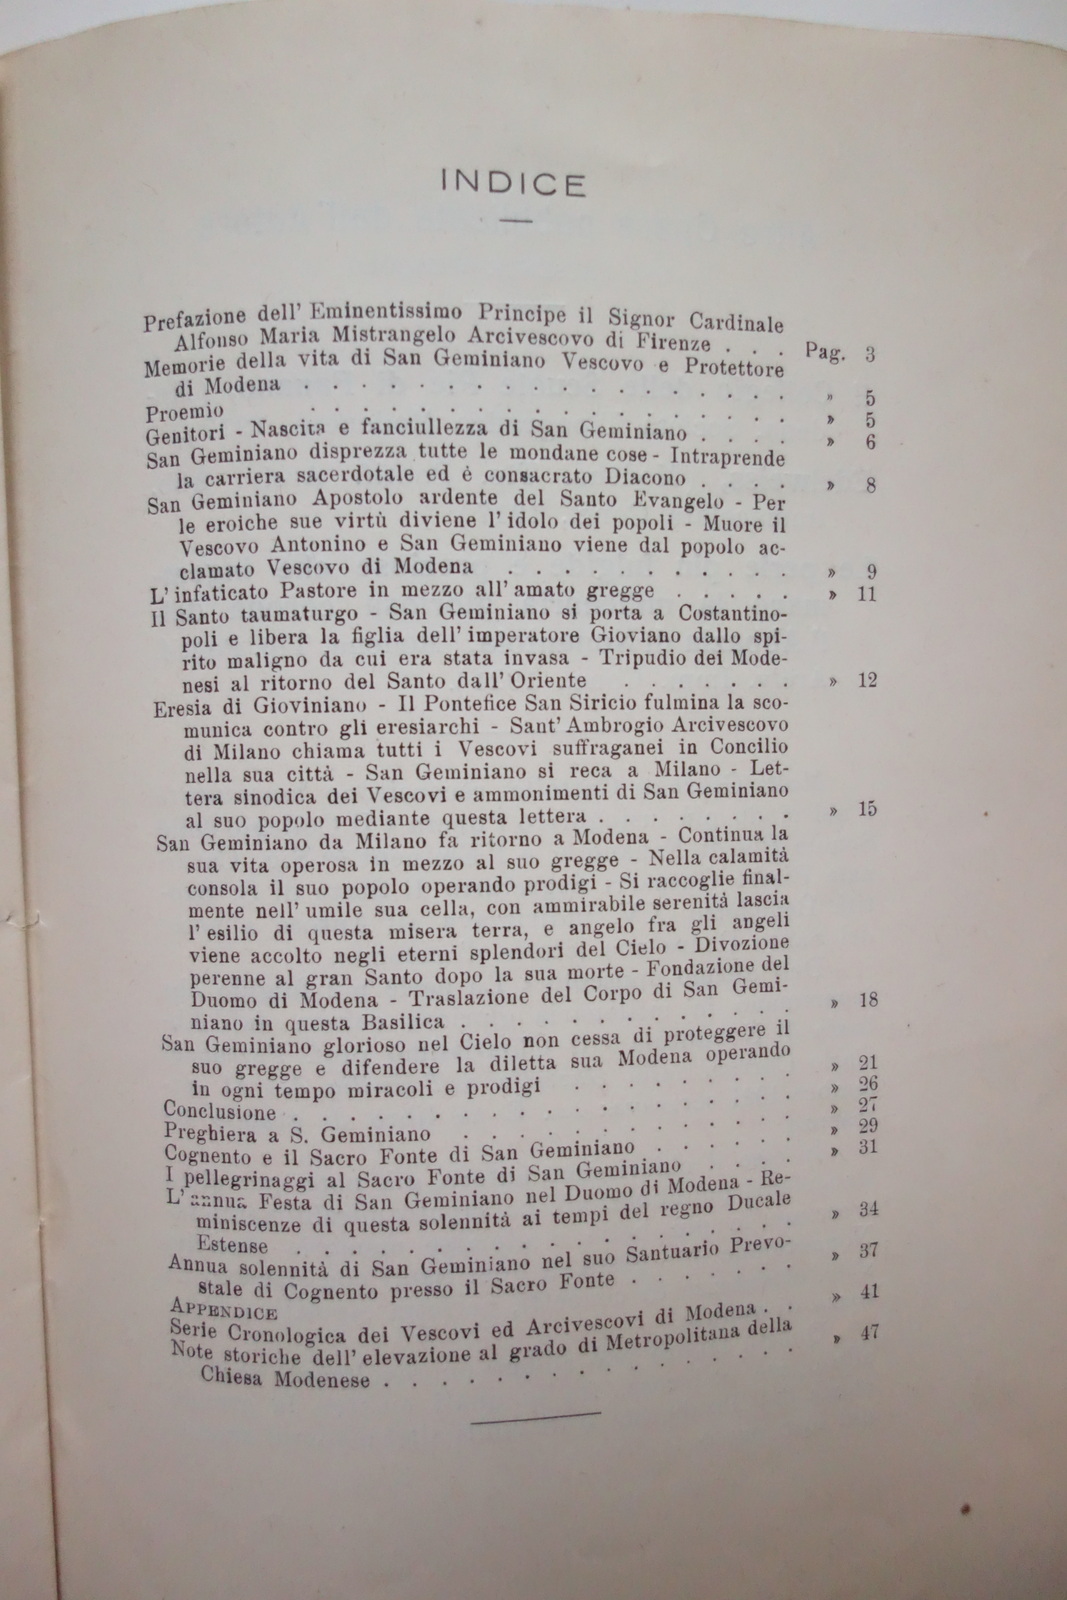 INDICE
Prefazione dell' Eminentissimo Principe il Signor Cardinale
Alfonso Maria Mistrangelo Arcivescovo di Firenze . . . Pag. 3
Memorie della vita di San Geminiano Vescovo e Protettore
di Modena . . . . . . . . . . . . . . . . . » 5
Proemio . . . . . . . . . . . . . . . . . » 5
Genitori - Nascita e fanciullezza di San Geminiano . . . . » 6
San Geminiano disprezza tutte le mondane cose - Intraprende
la carriera sacerdotale ed è consacrato Diacono . . . . » 8
San Geminiano Apostolo ardente del Santo Evangelo - Per
le eroiche sue virtù diviene l' idolo dei popoli - Muore il
Vescovo Antonino e San Geminiano viene dal popolo ac-
clamato Vescovo di Modena . . . . . . . . . . . » 9
L' infaticato Pastore in mezzo all' amato gregge . . . . . » 11
Il Santo taumaturgo - San Geminiano si porta a Costantino-
poli e libera la figlia dell' imperatore Gioviano dallo spi-
rito maligno da cui era stata invasa - Tripudio dei Mode-
nesi al ritorno del Santo dall' Oriente . . . . . . . » 12
Eresia di Gioviniano - Il Pontefice San Siricio fulmina la sco-
munica contro gli eresiarchi - Sant' Ambrogio Arcivescovo
di Milano chiama tutti i Vescovi suffraganei in Concilio
nella sua città - San Geminiano si reca a Milano - Let-
tera sinodica dei Vescovi e ammonimenti di San Geminiano
al suo popolo mediante questa lettera . . . . . . . . » 15
San Geminiano da Milano fa ritorno a Modena - Continua la
sua vita operosa in mezzo al suo gregge - Nella calamità
consola il suo popolo operando prodigi - Si raccoglie final-
mente nell' umile sua cella, con ammirabile serenità lascia
l' esilio di questa misera terra, e angelo fra gli angeli
viene accolto negli eterni splendori del Cielo - Divozione
perenne al gran Santo dopo la sua morte - Fondazione del
Duomo di Modena - Traslazione del Corpo di San Gemi-
niano in questa Basilica . . . . . . . . . . . . » 18
San Geminiano glorioso nel Cielo non cessa di proteggere il
suo gregge e difendere la diletta sua Modena operando
in ogni tempo miracoli e prodigi . . . . . . . . » 21
Conclusione . . . . . . . . . . . . . . . . . » 26
Preghiera a S. Geminiano . . . . . . . . . . . . » 27
Cognento e il Sacro Fonte di San Geminiano . . . . . . » 29
I pellegrinaggi al Sacro Fonte di San Geminiano . . . . » 31
L' annua Festa di San Geminiano nel Duomo di Modena - Re-
miniscenze di questa solennità ai tempi del regno Ducale
Estense . . . . . . . . . . . . . . . . . . » 34
Annua solennità di San Geminiano nel suo Santuario Prevo-
stale di Cognento presso il Sacro Fonte . . . . . . » 37
APPENDICE
Serie Cronologica dei Vescovi ed Arcivescovi di Modena . . » 41
Note storiche dell' elevazione al grado di Metropolitana della
Chiesa Modenese . . . . . . . . . . . . . . . » 47